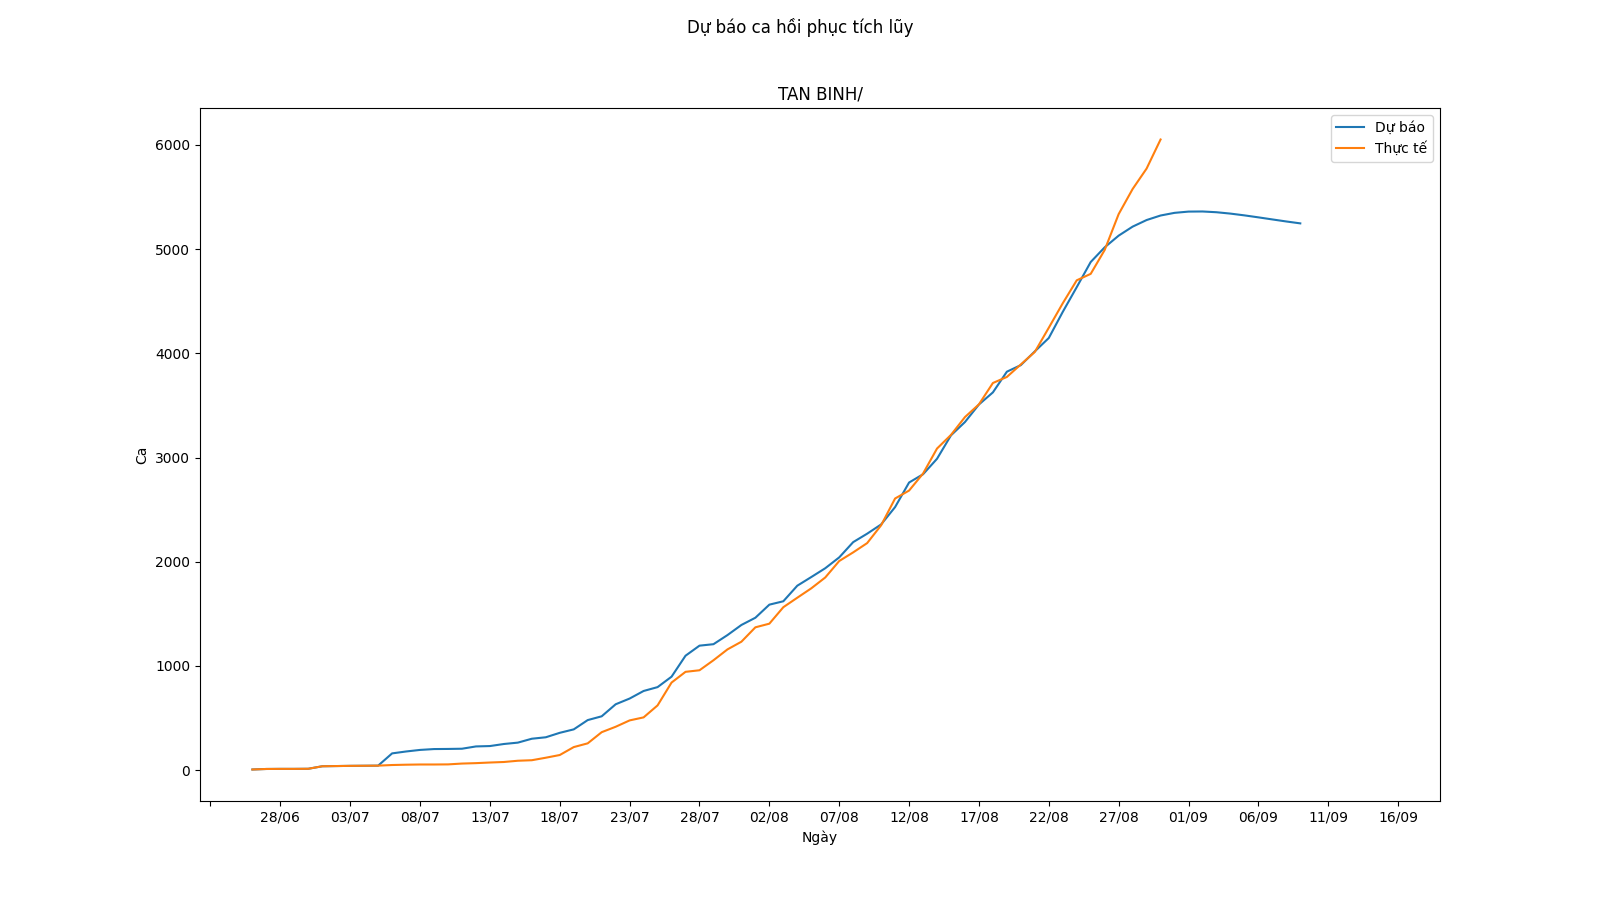 Dự báo ca hồi phục tích lũy
TAN BINH/
Dự báo
Thực tế
6000
5000
4000
3000
2000
1000
0
Ca
28/06 03/07 08/07 13/07 18/07 23/07 28/07 02/08 07/08 12/08 17/08 22/08 27/08 01/09 06/09 11/09 16/09
Ngày